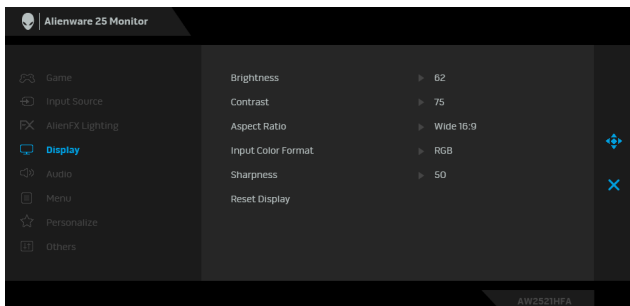 Alienware 25 Monitor
Game
Input Source
AlienFX Lighting
Display
Audio
Menu
Personalize
Others
Brightness 62
Contrast 75
Aspect Ratio Wide 16:9
Input Color Format RGB
Sharpness 50
Reset Display
AW2521HFA